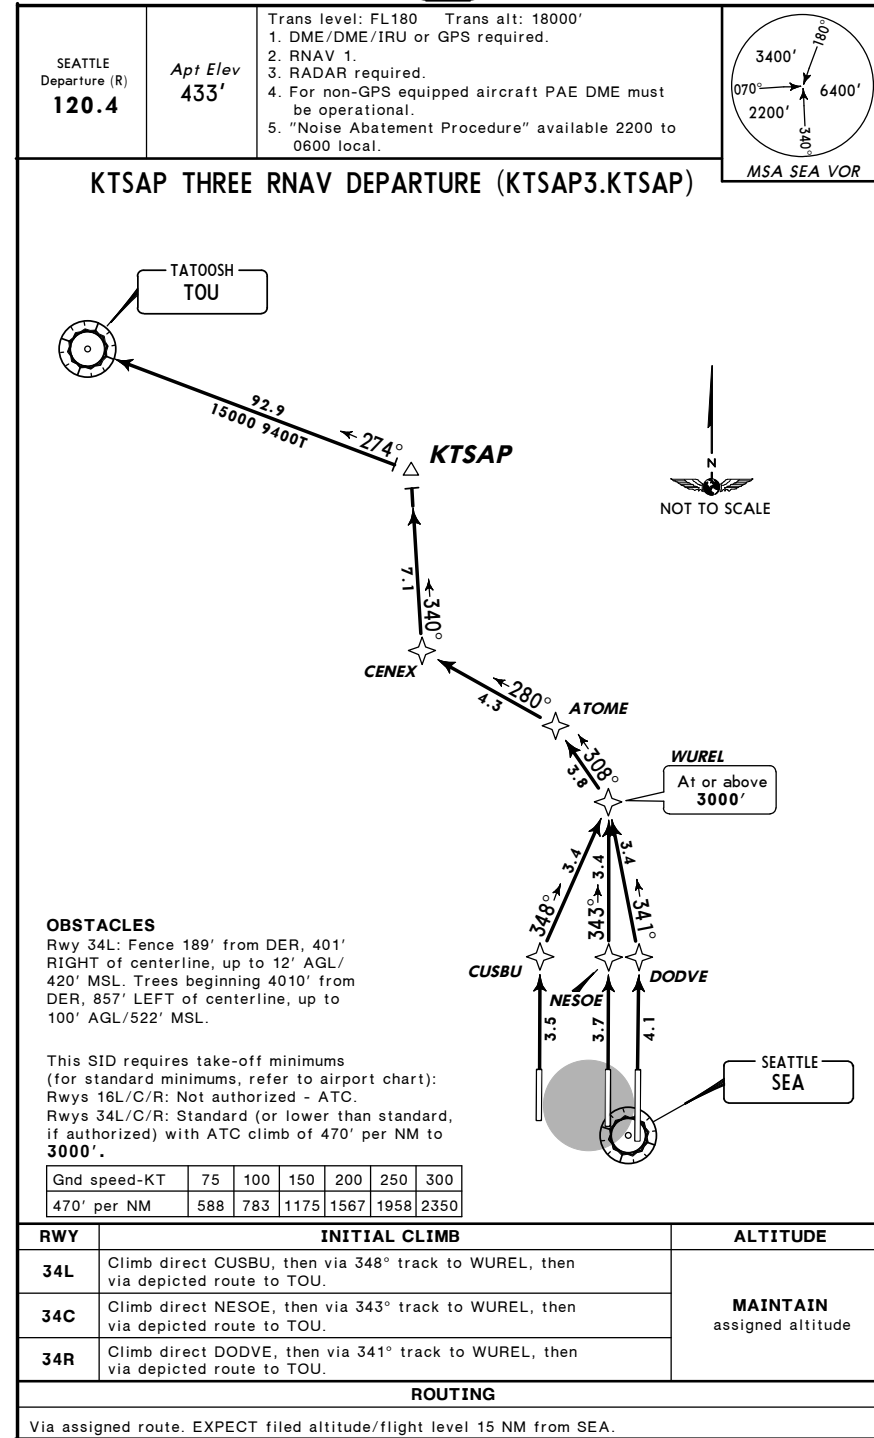 SEATTLE
Departure (R)
120.4
Apt Elev
433′
Trans level: FL180 Trans alt: 18000′
1. DME/DME/IRU or GPS required.
2. RNAV 1.
3. RADAR required.
4. For non-GPS equipped aircraft PAE DME must
be operational.
5. "Noise Abatement Procedure" available 2200 to
0600 local.
180°
3400′
070°
6400′
2200′
340°
MSA SEA VOR
KTSAP THREE RNAV DEPARTURE (KTSAP3.KTSAP)
TATOOSH
TOU
92.9
15000 9400T
274°
KTSAP
N
NOT TO SCALE
7.1
340°
CENEX
280°
4.3
ATOME
308°
3.8
WUREL
At or above
3000′
3.4
3.4
3.4
348°
343°
341°
CUSBU
NESOE
DODVE
3.5
3.7
4.1
SEATTLE
SEA
OBSTACLES
Rwy 34L: Fence 189′ from DER, 401′
RIGHT of centerline, up to 12′ AGL/
420′ MSL. Trees beginning 4010′ from
DER, 857′ LEFT of centerline, up to
100′ AGL/522′ MSL.
This SID requires take-off minimums
(for standard minimums, refer to airport chart):
Rwys 16L/C/R: Not authorized - ATC.
Rwys 34L/C/R: Standard (or lower than standard,
if authorized) with ATC climb of 470′ per NM to
3000′.
Gnd speed-KT 75 100 150 200 250 300
470′ per NM 588 783 1175 1567 1958 2350
RWY INITIAL CLIMB ALTITUDE
34L Climb direct CUSBU, then via 348° track to WUREL, then
via depicted route to TOU.
34C Climb direct NESOE, then via 343° track to WUREL, then
via depicted route to TOU.
MAINTAIN
assigned altitude
34R Climb direct DODVE, then via 341° track to WUREL, then
via depicted route to TOU.
ROUTING
Via assigned route. EXPECT filed altitude/flight level 15 NM from SEA.